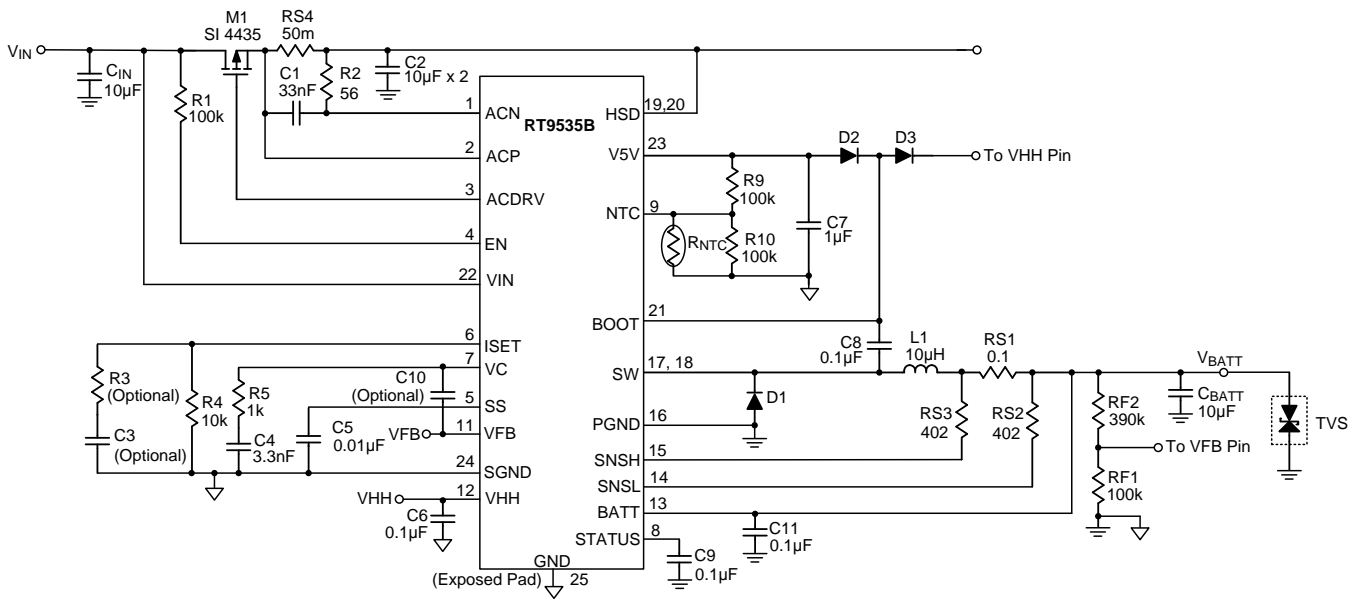 M1
SI 4435
RS4
50m
VIN
CIN
10µF
R1
100k
C1
33nF
R2
56
C2
10µF x 2
RT9535B
1
ACN
2
ACP
3
ACDRV
4
EN
22
VIN
6
ISET
7
VC
5
SS
11
VFB
24
SGND
12
VHH
GND
(Exposed Pad)
25
R3
(Optional)
C3
(Optional)
R4
10k
R5
1k
C4
3.3nF
C5
0.01µF
C10
(Optional)
VFB
VHH
C6
0.1µF
HSD
19,20
V5V
23
NTC
9
BOOT
21
SW
17, 18
PGND
16
SNSH
15
SNSL
14
BATT
13
STATUS
8
D2
D3
To VHH Pin
R9
100k
RNTC
R10
100k
C7
1µF
C8
0.1µF
L1
10µH
RS1
0.1
D1
RS3
402
RS2
402
VBATT
RF2
390k
CBATT
10µF
TVS
To VFB Pin
RF1
100k
C11
0.1µF
C9
0.1µF